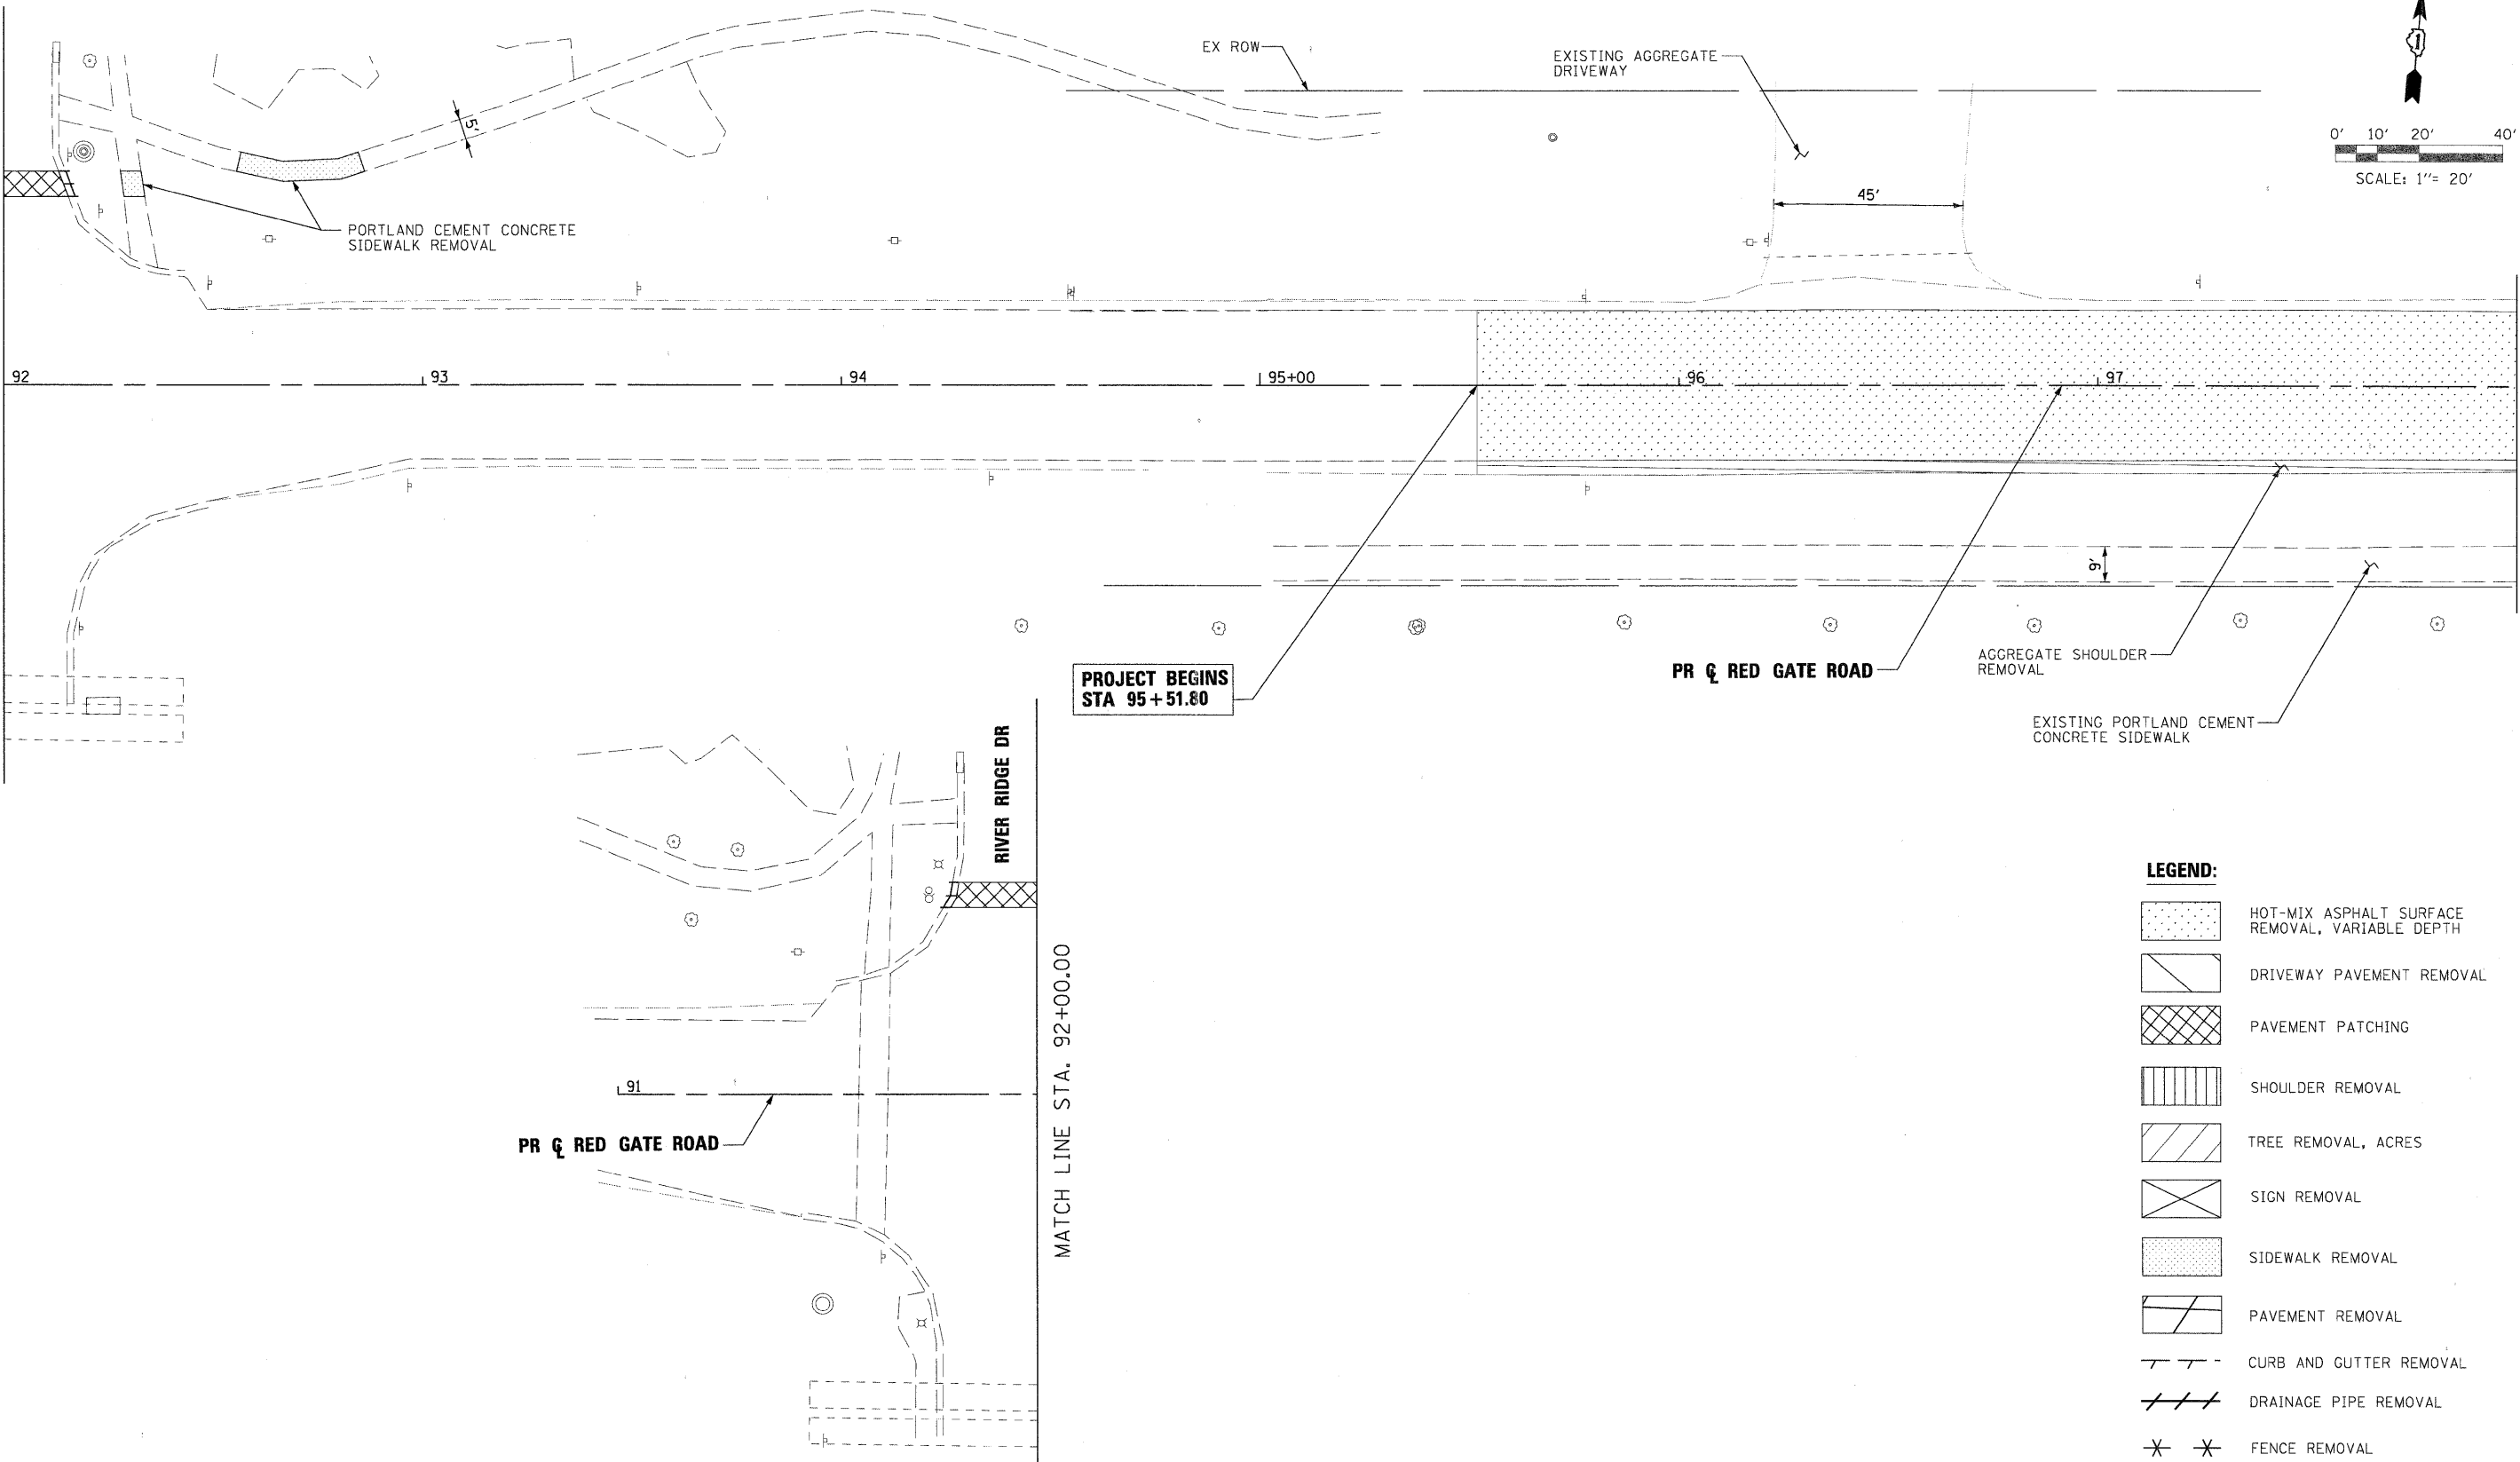 EX ROW
EXISTING AGGREGATE
DRIVEWAY
1
0' 10' 20' 40'
SCALE: 1"= 20'
5'
45'
PORTLAND CEMENT CONCRETE
SIDEWALK REMOVAL
92 93 94 95+00 96 97
9'
PROJECT BEGINS
STA 95+51.80
PR ℄ RED GATE ROAD
AGGREGATE SHOULDER
REMOVAL
EXISTING PORTLAND CEMENT
CONCRETE SIDEWALK
RIVER RIDGE DR
MATCH LINE STA. 92+00.00
91
PR ℄ RED GATE ROAD
LEGEND:
HOT-MIX ASPHALT SURFACE
REMOVAL, VARIABLE DEPTH
DRIVEWAY PAVEMENT REMOVAL
PAVEMENT PATCHING
SHOULDER REMOVAL
TREE REMOVAL, ACRES
SIGN REMOVAL
SIDEWALK REMOVAL
PAVEMENT REMOVAL
CURB AND GUTTER REMOVAL
DRAINAGE PIPE REMOVAL
FENCE REMOVAL